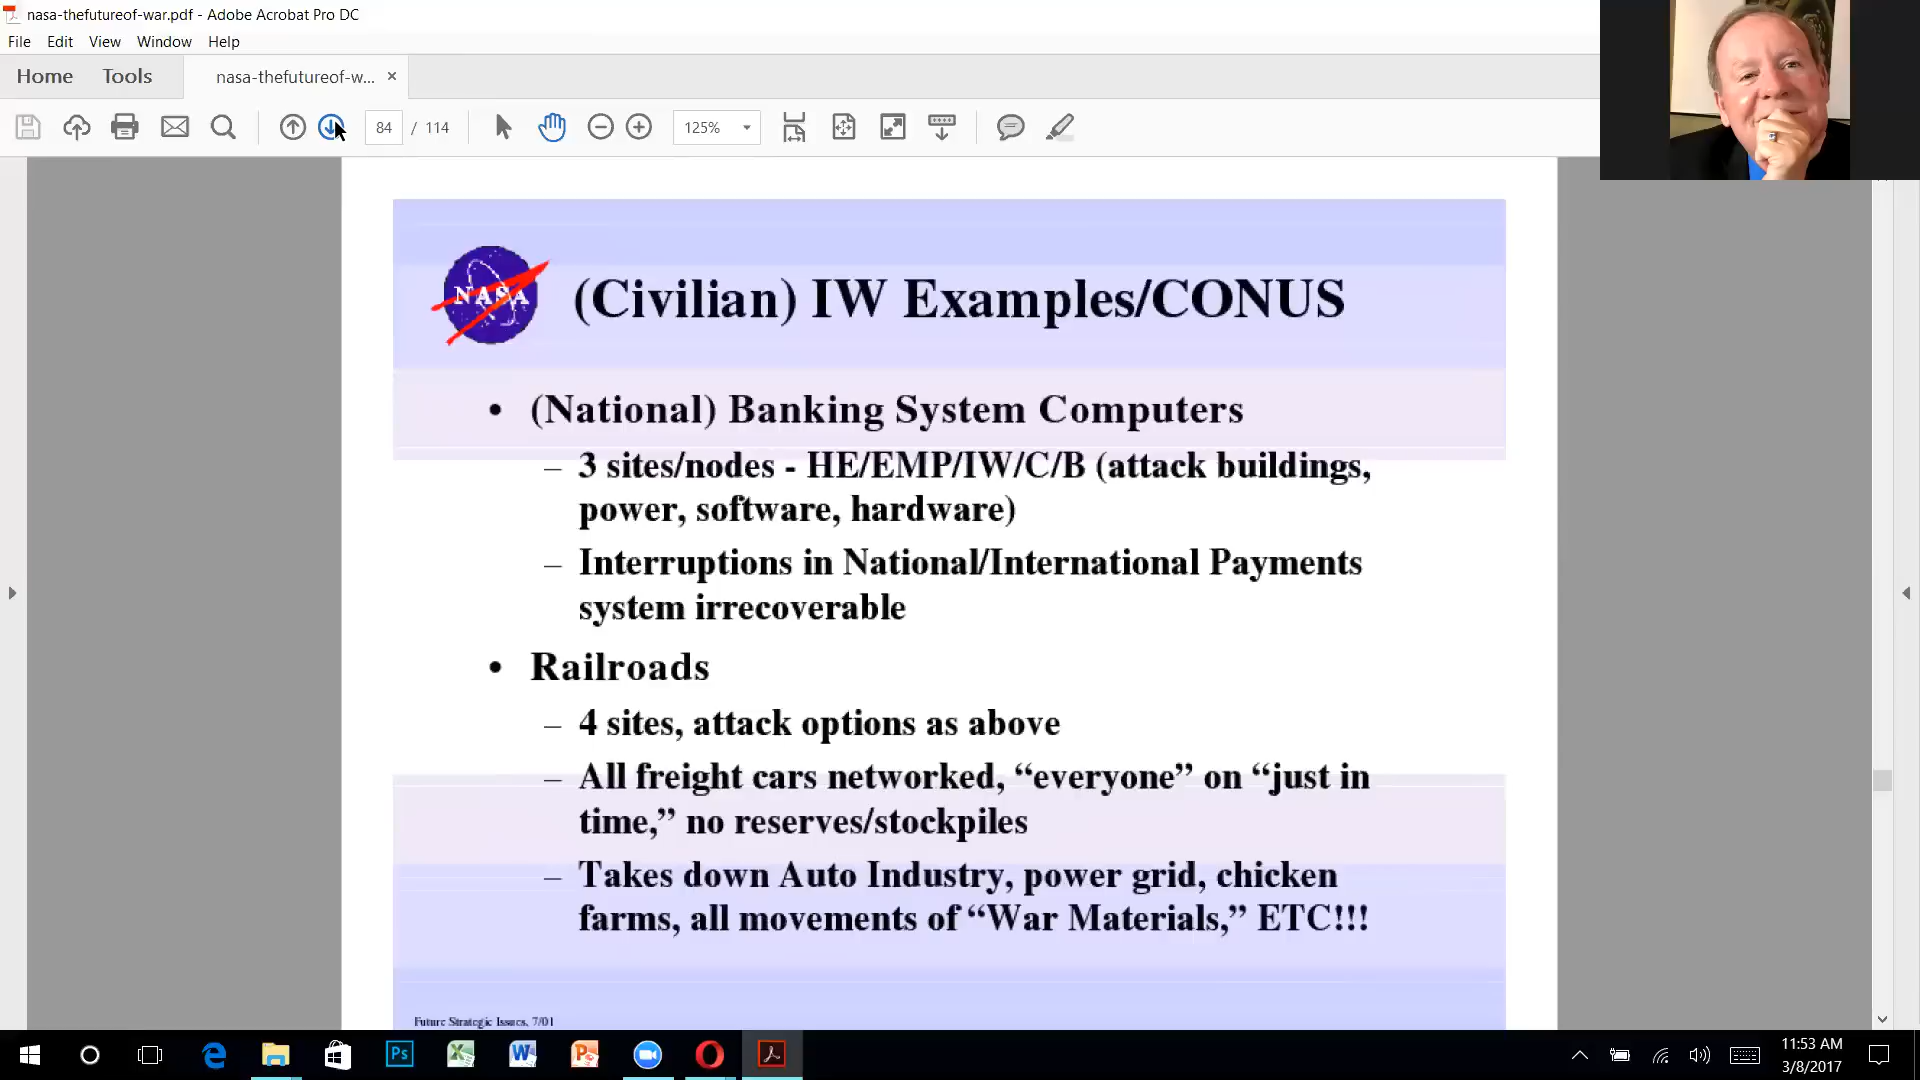 nasa-thefutureof-war.pdf - Adobe Acrobat Pro DC
File Edit View Window Help
Home Tools nasa-thefutureof-w... ×
84 / 114 125%
NASA
(Civilian) IW Examples/CONUS
• (National) Banking System Computers
– 3 sites/nodes - HE/EMP/IW/C/B (attack buildings,
power, software, hardware)
– Interruptions in National/International Payments
system irrecoverable
• Railroads
– 4 sites, attack options as above
– All freight cars networked, “everyone” on “just in
time,” no reserves/stockpiles
– Takes down Auto Industry, power grid, chicken
farms, all movements of “War Materials,” ETC!!!
Future Strategic Issues, 7/01
11:53 AM
3/8/2017